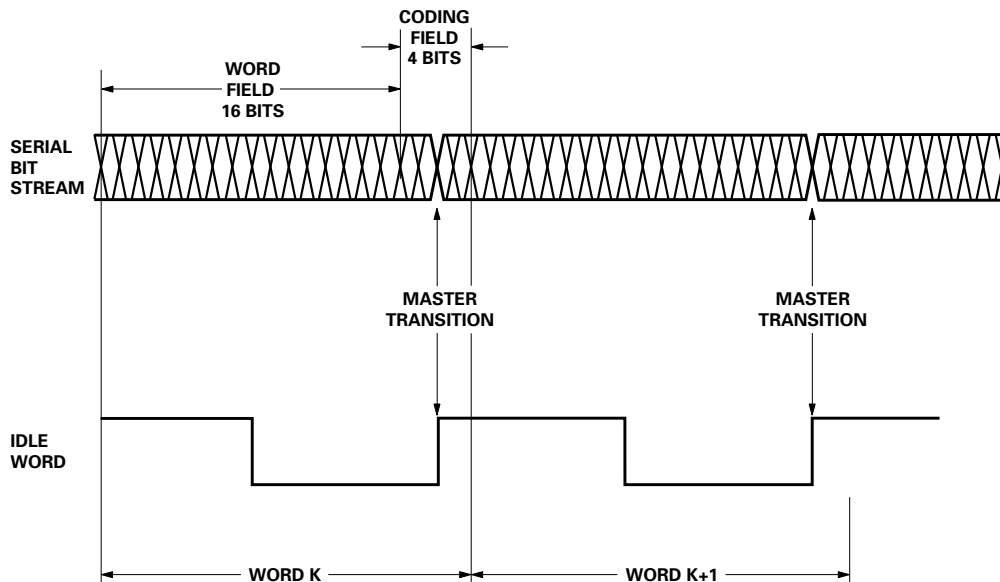 CODING
FIELD
4 BITS
WORD
FIELD
16 BITS
SERIAL
BIT
STREAM
MASTER
TRANSITION
MASTER
TRANSITION
IDLE
WORD
WORD K
WORD K+1